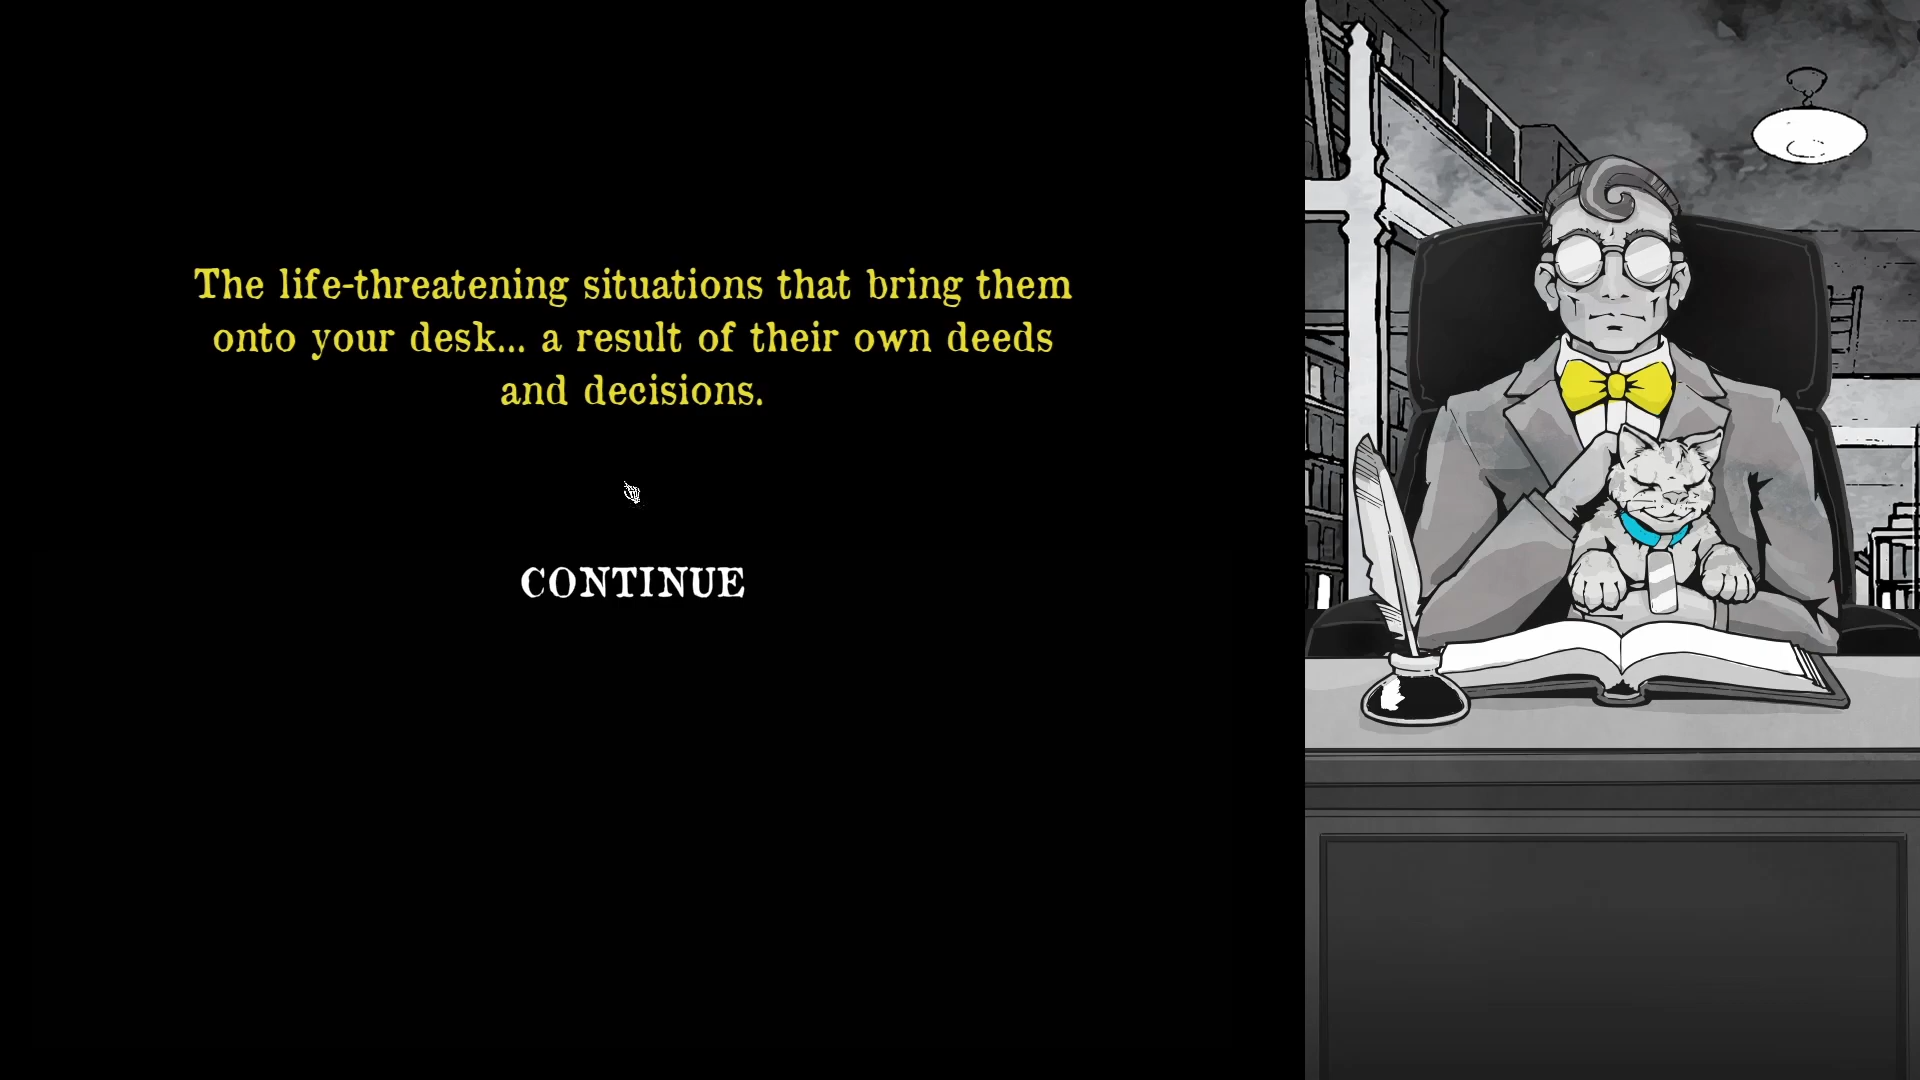 The life-threatening situations that bring them
onto your desk... a result of their own deeds
and decisions.
CONTINUE